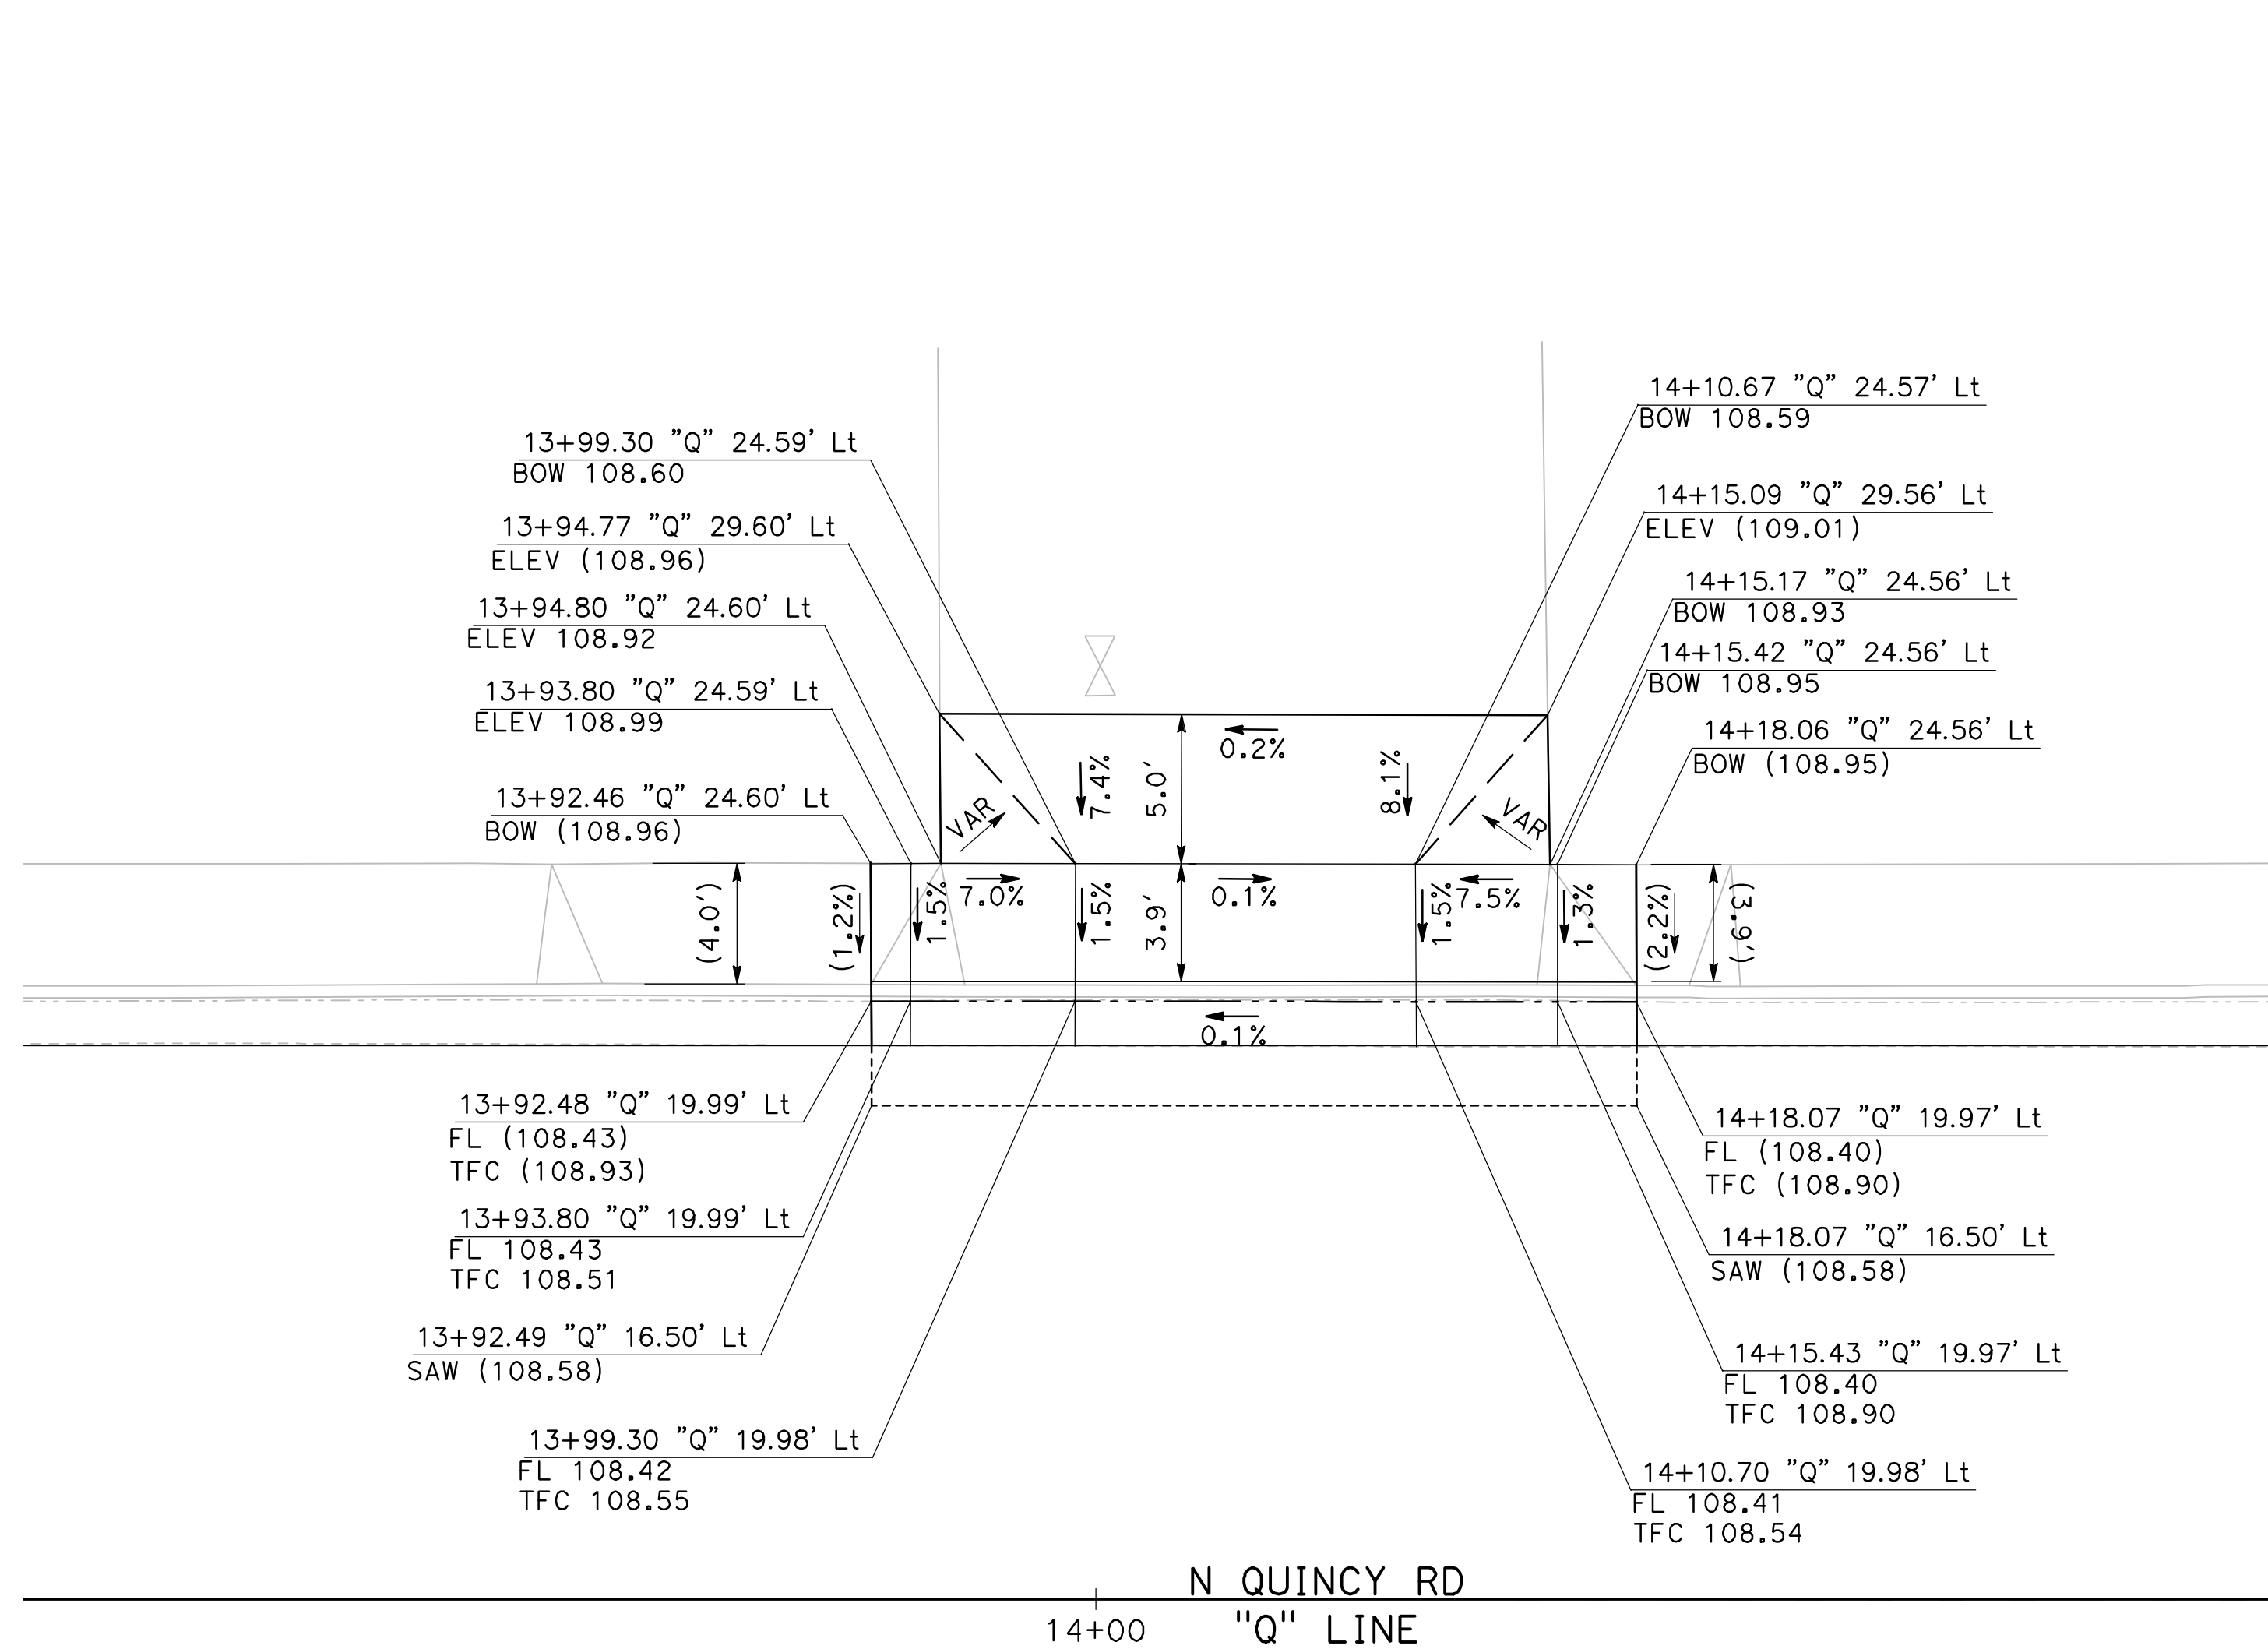 13+99.30 "Q" 24.59' Lt
BOW 108.60
13+94.77 "Q" 29.60' Lt
ELEV (108.96)
13+94.80 "Q" 24.60' Lt
ELEV 108.92
13+93.80 "Q" 24.59' Lt
ELEV 108.99
13+92.46 "Q" 24.60' Lt
BOW (108.96)
14+10.67 "Q" 24.57' Lt
BOW 108.59
14+15.09 "Q" 29.56' Lt
ELEV (109.01)
14+15.17 "Q" 24.56' Lt
BOW 108.93
14+15.42 "Q" 24.56' Lt
BOW 108.95
14+18.06 "Q" 24.56' Lt
BOW (108.95)
0.2%
7.4%
5.0'
8.1%
VAR
VAR
(4.0')
(1.2%)
1.5%
7.0%
1.5%
3.9'
0.1%
1.5%
7.5%
1.3%
(2.2%)
(3.9')
0.1%
13+92.48 "Q" 19.99' Lt
FL (108.43)
TFC (108.93)
13+93.80 "Q" 19.99' Lt
FL 108.43
TFC 108.51
13+92.49 "Q" 16.50' Lt
SAW (108.58)
13+99.30 "Q" 19.98' Lt
FL 108.42
TFC 108.55
14+18.07 "Q" 19.97' Lt
FL (108.40)
TFC (108.90)
14+18.07 "Q" 16.50' Lt
SAW (108.58)
14+15.43 "Q" 19.97' Lt
FL 108.40
TFC 108.90
14+10.70 "Q" 19.98' Lt
FL 108.41
TFC 108.54
N QUINCY RD
14+00
"Q" LINE